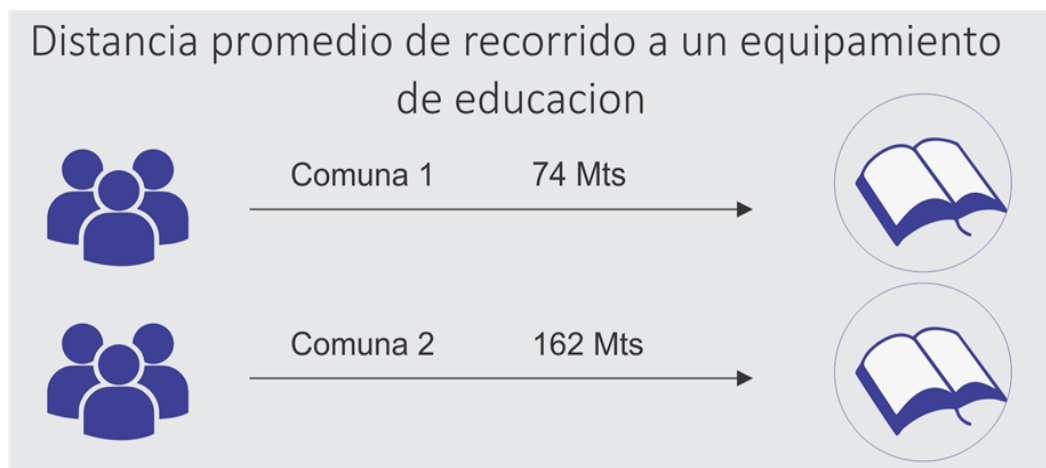 Distancia promedio de recorrido a un equipamiento
de educacion
Comuna 1 74 Mts
Comuna 2 162 Mts